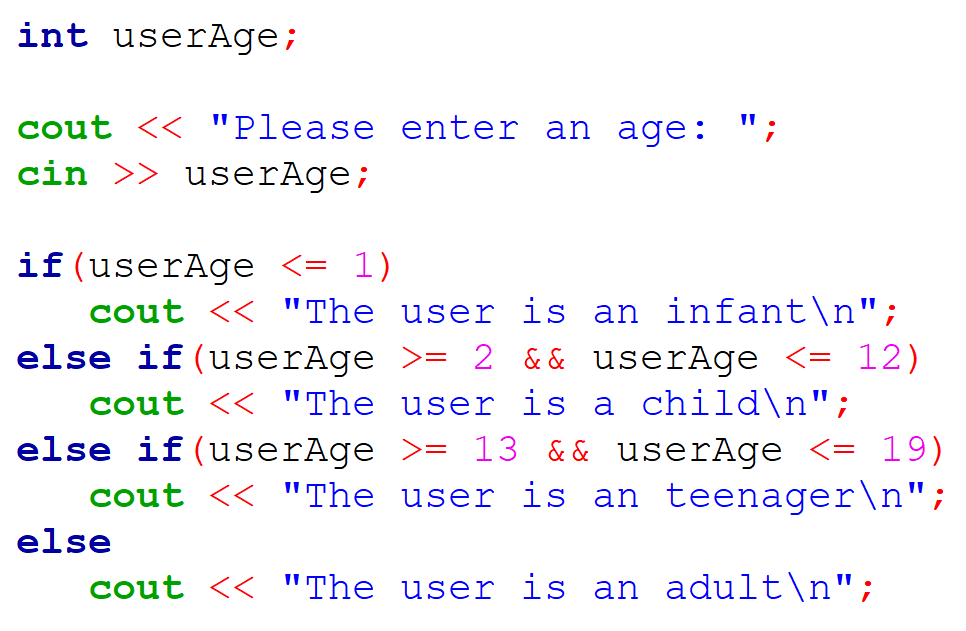 int userAge;
cout << "Please enter an age: ";
cin >> userAge;
if(userAge <= 1)
cout << "The user is an infant\n";
else if(userAge >= 2 && userAge <= 12)
cout << "The user is a child\n";
else if(userAge >= 13 && userAge <= 19)
cout << "The user is an teenager\n";
else
cout << "The user is an adult\n";